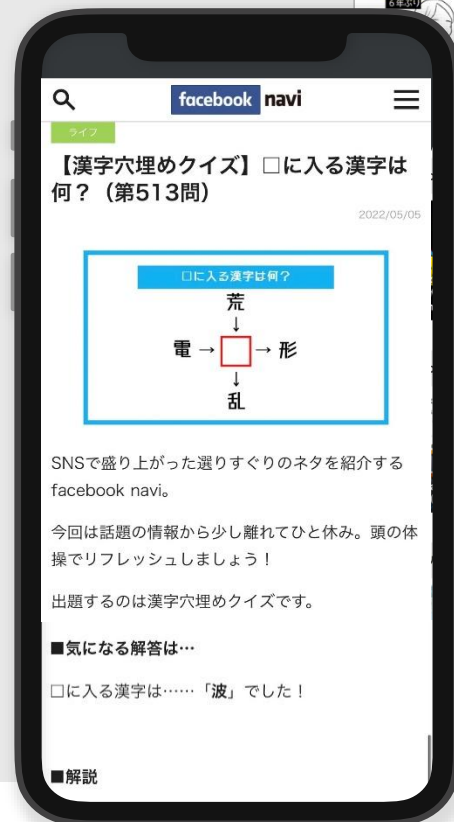 6年ぶり
facebook navi
ライフ
【漢字穴埋めクイズ】□に入る漢字は
何？（第513問）
2022/05/05
□に入る漢字は何？
荒
↓
電 → □ → 形
↓
乱
SNSで盛り上がった選りすぐりのネタを紹介する
facebook navi。
今回は話題の情報から少し離れてひと休み。頭の体
操でリフレッシュしましょう！
出題するのは漢字穴埋めクイズです。
■気になる解答は…
□に入る漢字は……「波」でした！
■解説